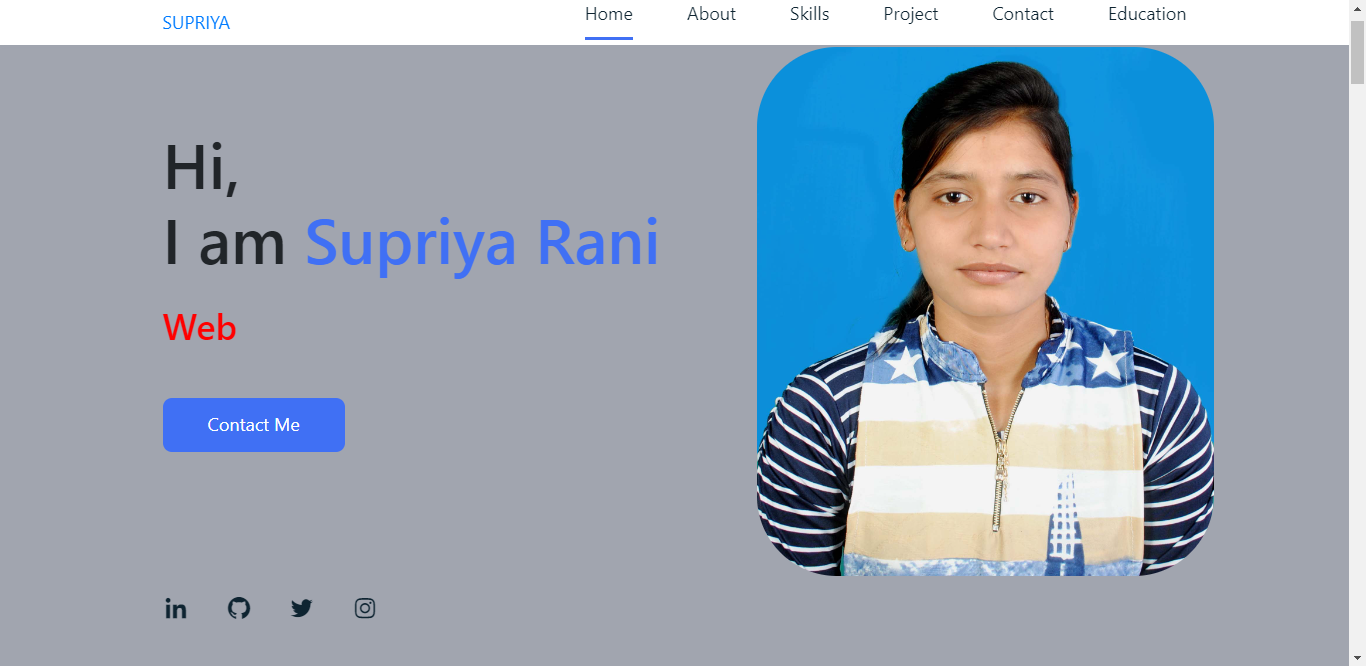 SUPRIYA
Home About Skills Project Contact Education
Hi,
I am Supriya Rani
Web
Contact Me